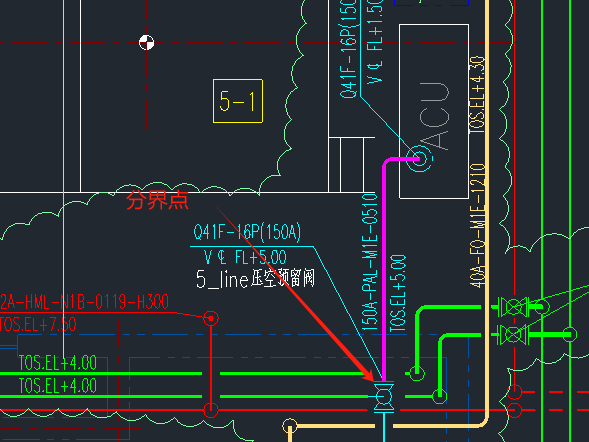 Q41F-16P(150
V ℄ FL+1.50
ACU
TOS.EL+4.30
5-1
分界点
Q41F-16P(150A)
V ℄ FL+5.00
5_line压空预留阀
150A-PAL-M1E-0510
TOS.EL+5.00
40A-FO-M1E-1210
2A-HML-N1B-0119-H300
TOS.EL+7.50
TOS.EL+4.00
TOS.EL+4.00